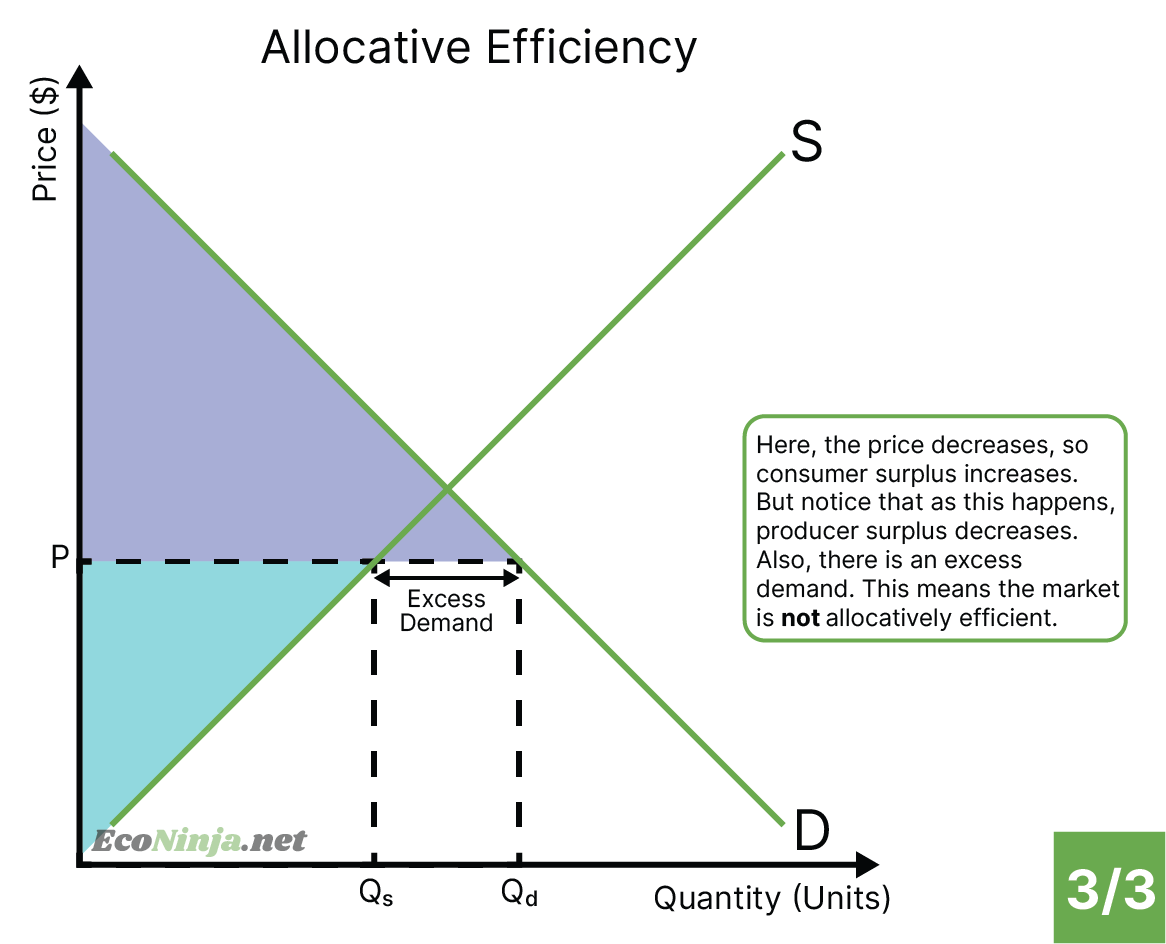 Allocative Efficiency
Price ($)
S
Here, the price decreases, so
consumer surplus increases.
But notice that as this happens,
producer surplus decreases.
Also, there is an excess
demand. This means the market
is not allocatively efficient.
P
Excess
Demand
D
EcoNinja.net
Qs
Qd
Quantity (Units)
3/3